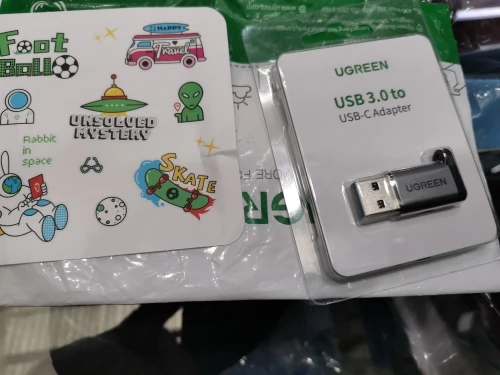 Foot
Ball
HAPPY
Travel
UNSOLVED
MYSTERY
Rabbit
in
space
SKATE
UGREEN
USB 3.0 to
USB-C Adapter
UGREEN